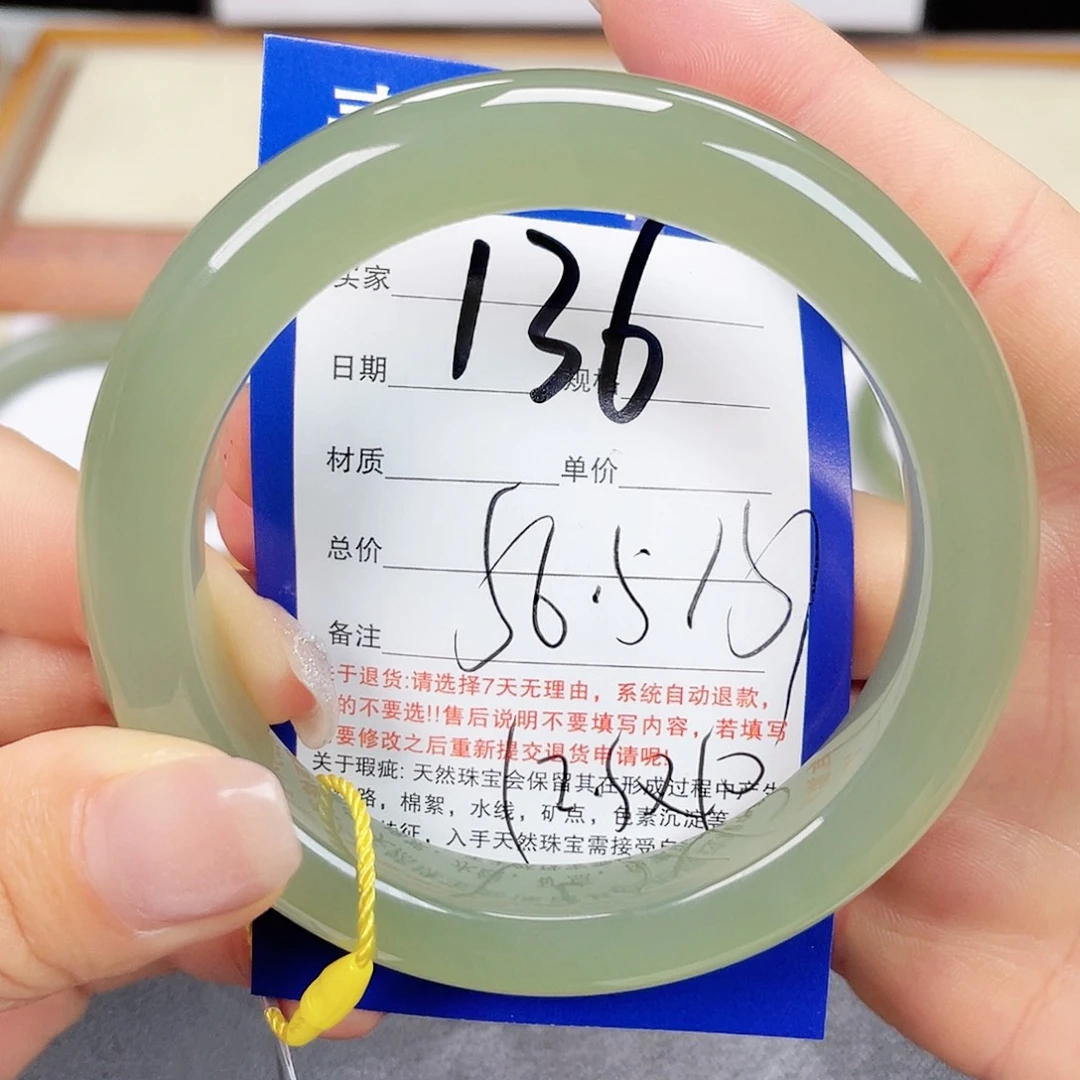 136
买家
日期 规格
材质 单价
总价
56.5
备注
于退货:请选择7天无理由，系统自动退款，
的不要选!!售后说明不要填写内容，若填写
要修改之后重新提交退货申请呢!
12.5x12
关于瑕疵: 天然珠宝会保留其在形成过程中产生
路，棉絮，水线，矿点，色素沉淀等
特征，入手天然珠宝需接受自